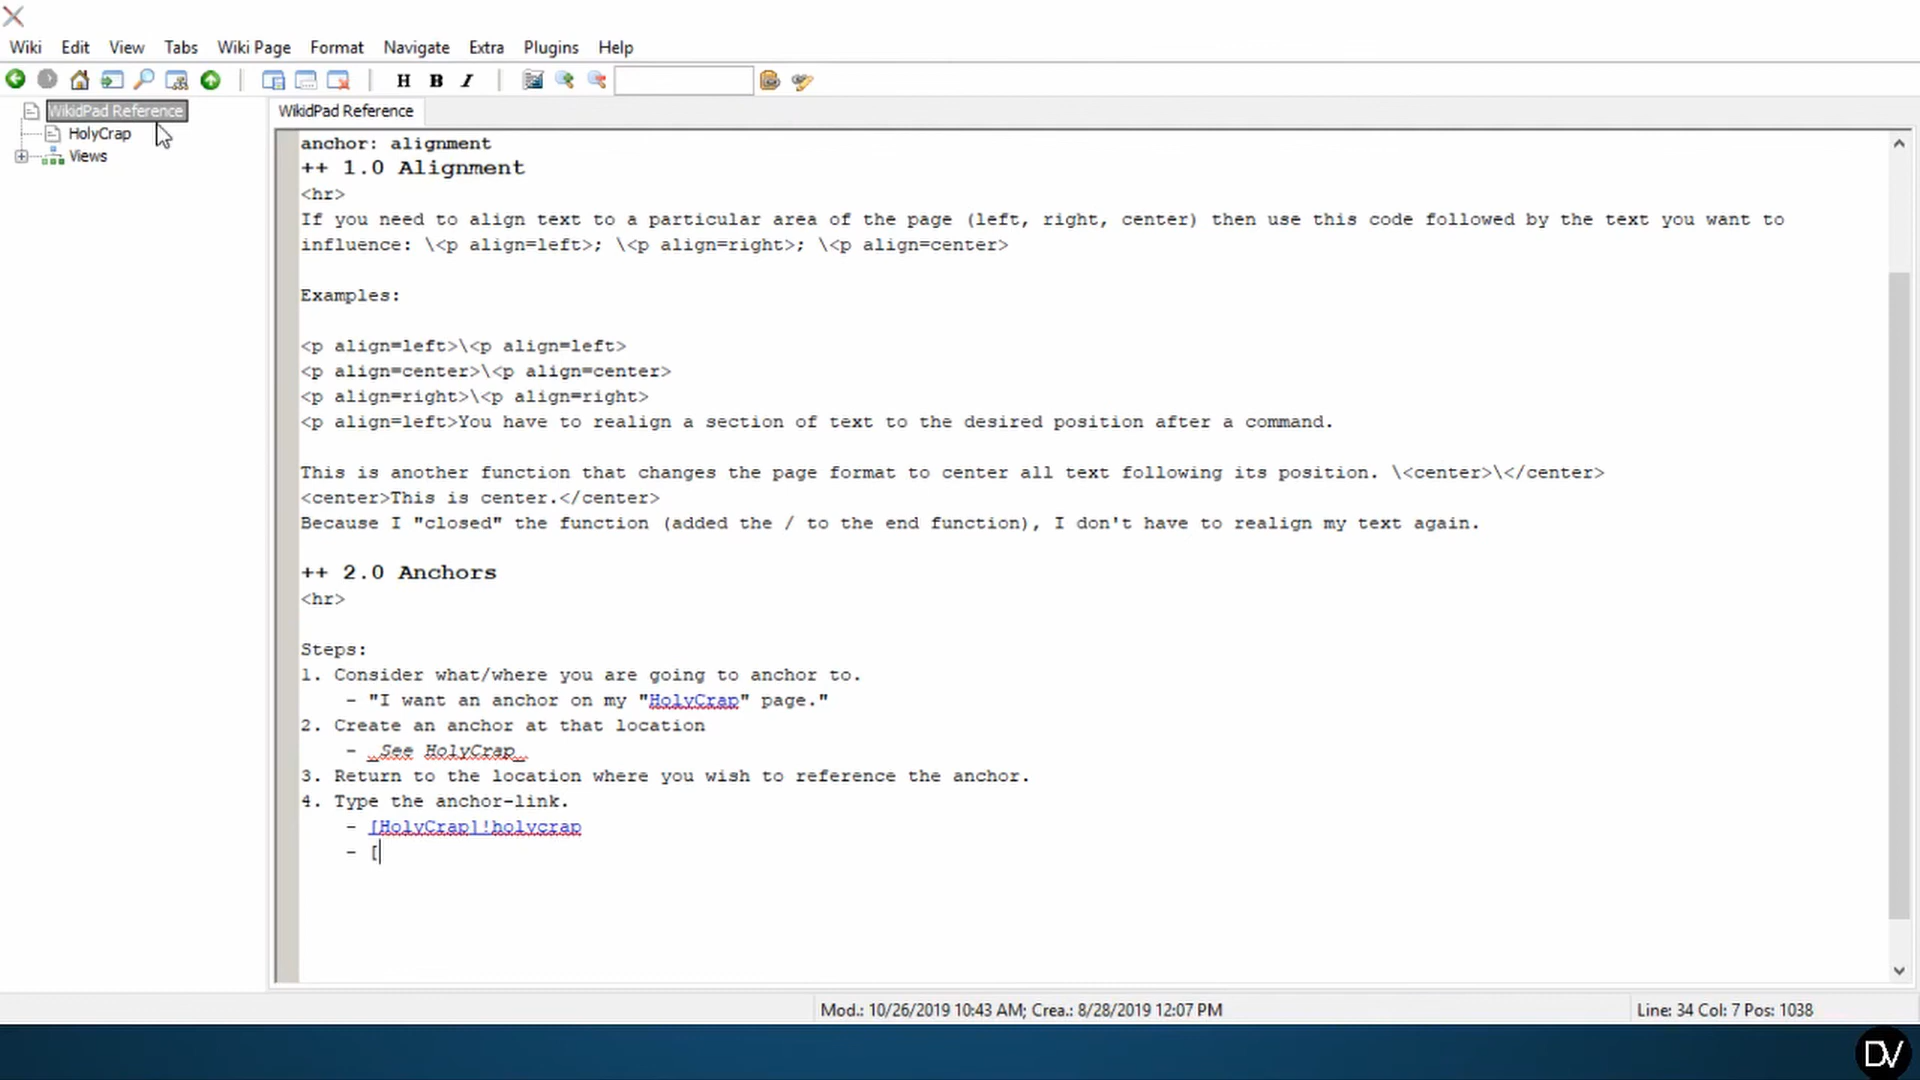 Wiki Edit View Tabs Wiki Page Format Navigate Extra Plugins Help
H B I
WikidPad Reference
HolyCrap
Views
WikidPad Reference
anchor: alignment
++ 1.0 Alignment
<hr>
If you need to align text to a particular area of the page (left, right, center) then use this code followed by the text you want to
influence: \<p align=left>; \<p align=right>; \<p align=center>
Examples:
<p align=left>\<p align=left>
<p align=center>\<p align=center>
<p align=right>\<p align=right>
<p align=left>You have to realign a section of text to the desired position after a command.
This is another function that changes the page format to center all text following its position. \<center>\</center>
<center>This is center.</center>
Because I "closed" the function (added the / to the end function), I don't have to realign my text again.
++ 2.0 Anchors
<hr>
Steps:
1. Consider what/where you are going to anchor to.
- "I want an anchor on my "HolyCrap" page."
2. Create an anchor at that location
- _See HolyCrap_
3. Return to the location where you wish to reference the anchor.
4. Type the anchor-link.
- [HolyCrap]!holycrap
- [
Mod.: 10/26/2019 10:43 AM; Crea.: 8/28/2019 12:07 PM
Line: 34 Col: 7 Pos: 1038
DV